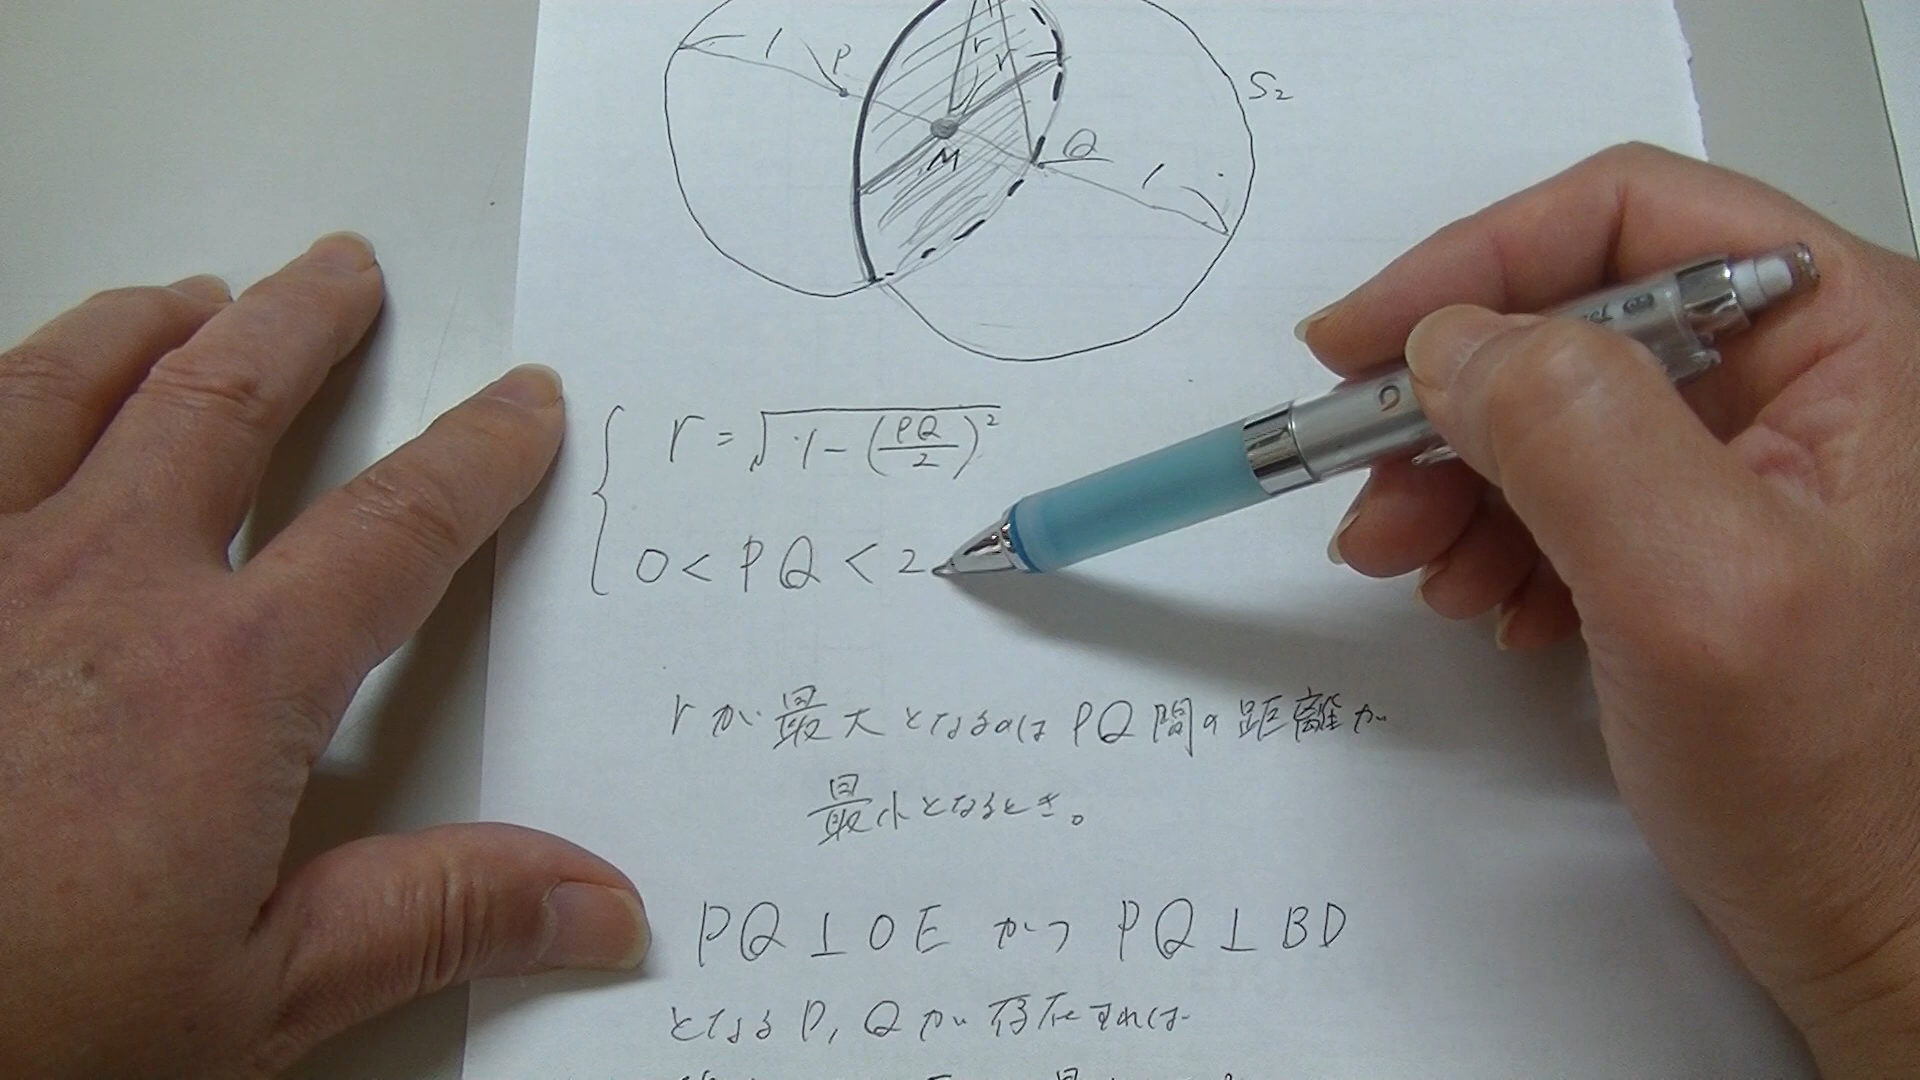 1 P r r S2
M Q 1
r = √1-(PQ/2)²
0 < PQ < 2
rが最大となるのはPQ間の距離が
最小となるとき。
PQ⊥OE かつ PQ⊥BD
となるP, Qが存在すれば